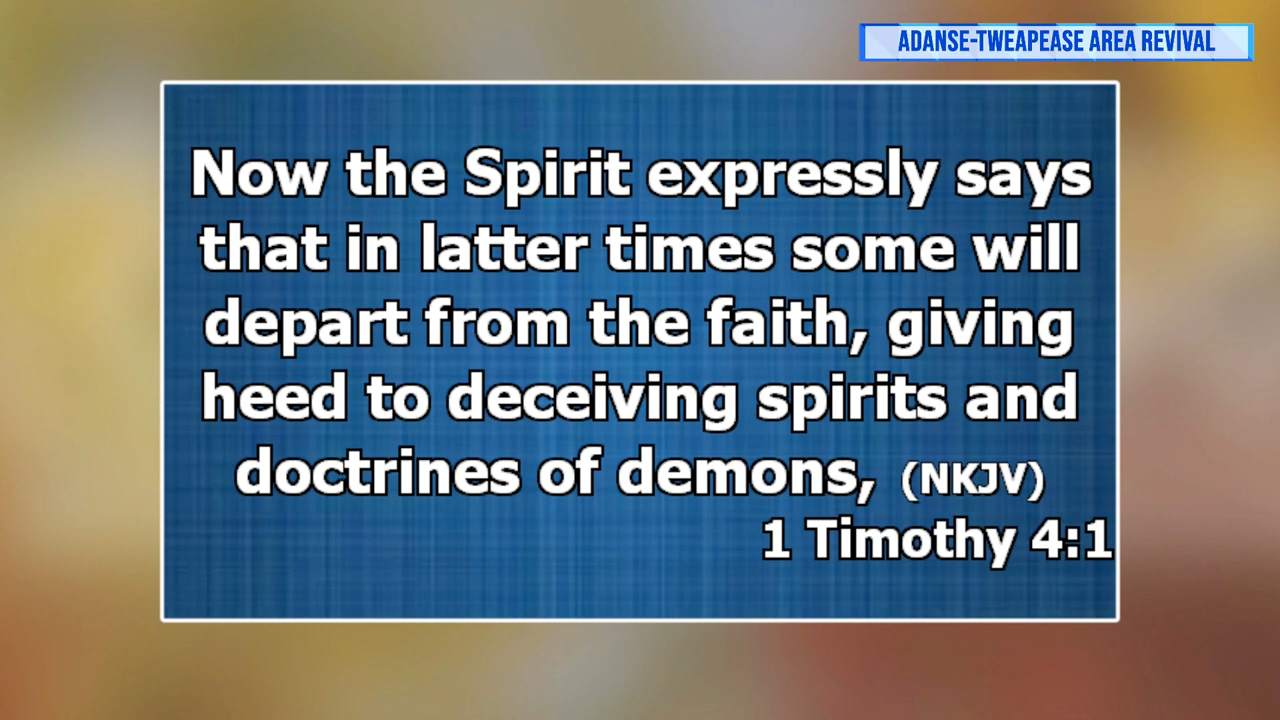 ADANSE-TWEAPEASE AREA REVIVAL
Now the Spirit expressly says
that in latter times some will
depart from the faith, giving
heed to deceiving spirits and
doctrines of demons, (NKJV)
1 Timothy 4:1